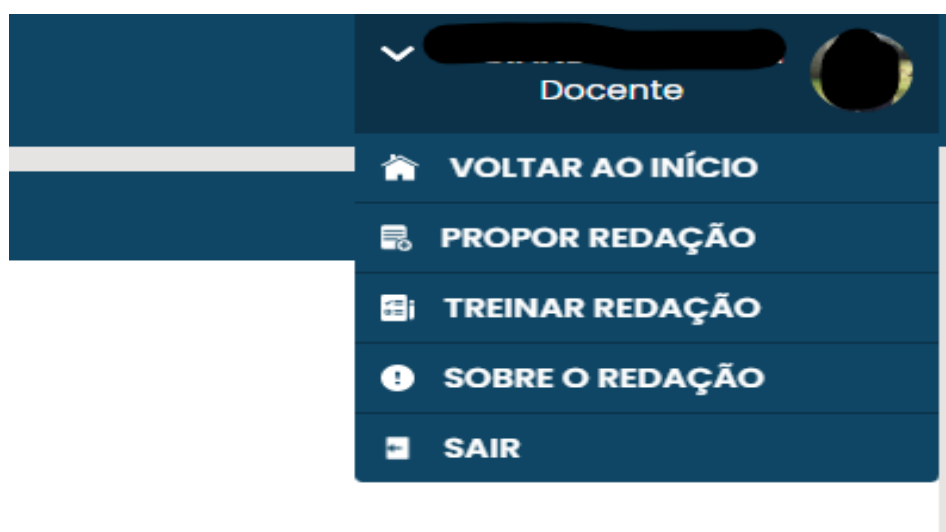 Docente
VOLTAR AO INÍCIO
PROPOR REDAÇÃO
TREINAR REDAÇÃO
SOBRE O REDAÇÃO
SAIR